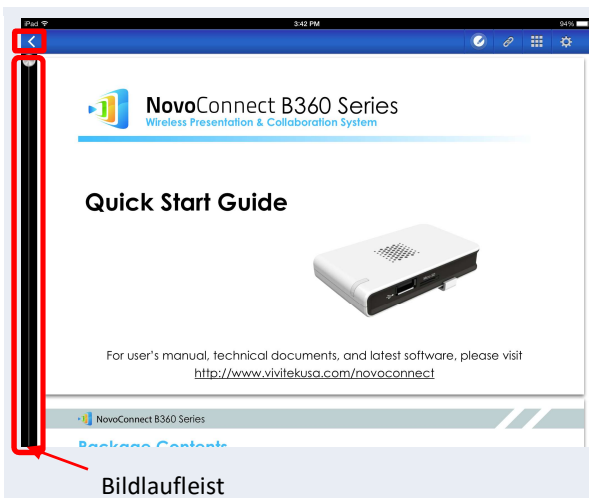 iPad 3:42 PM 94%
NovoConnect B360 Series
Wireless Presentation & Collaboration System
Quick Start Guide
For user's manual, technical documents, and latest software, please visit
http://www.vivitekusa.com/novoconnect
NovoConnect B360 Series
Package Contents
Bildlaufleist